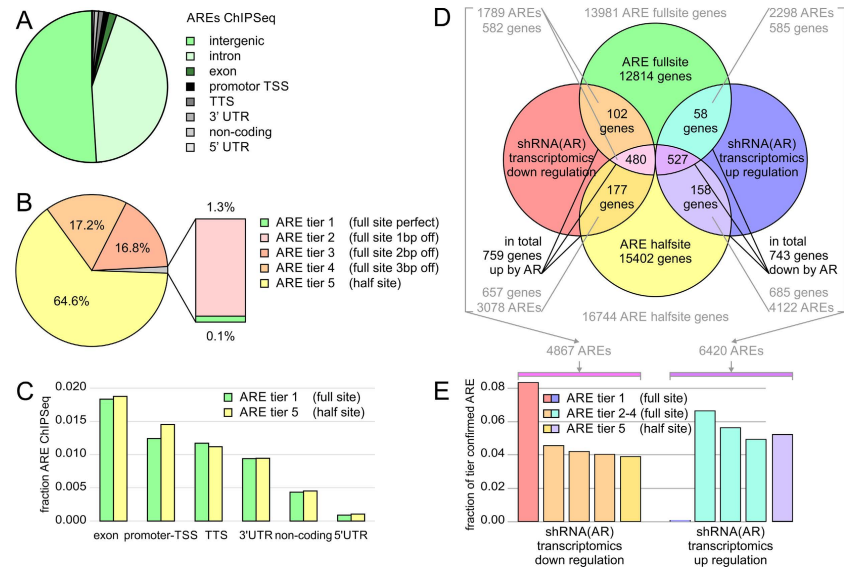 A
AREs ChIPSeq
intergenic
intron
exon
promotor TSS
TTS
3' UTR
non-coding
5' UTR
B
17.2%
16.8%
64.6%
1.3%
0.1%
ARE tier 1 (full site perfect)
ARE tier 2 (full site 1bp off)
ARE tier 3 (full site 2bp off)
ARE tier 4 (full site 3bp off)
ARE tier 5 (half site)
C
fraction ARE ChIPSeq
0.020
0.015
0.010
0.005
0.000
ARE tier 1 (full site)
ARE tier 5 (half site)
exon promoter-TSS TTS 3'UTR non-coding 5'UTR
D
1789 AREs
582 genes
13981 ARE fullsite genes
2298 AREs
585 genes
ARE fullsite
12814 genes
102
genes
58
genes
shRNA(AR)
transcriptomics
down regulation
480
527
shRNA(AR)
transcriptomics
up regulation
177
genes
158
genes
ARE halfsite
15402 genes
in total
759 genes
up by AR
in total
743 genes
down by AR
657 genes
3078 AREs
685 genes
4122 AREs
16744 ARE halfsite genes
4867 AREs
6420 AREs
E
fraction of tier confirmed ARE
0.08
0.06
0.04
0.02
0.00
ARE tier 1 (full site)
ARE tier 2-4 (full site)
ARE tier 5 (half site)
shRNA(AR)
transcriptomics
down regulation
shRNA(AR)
transcriptomics
up regulation